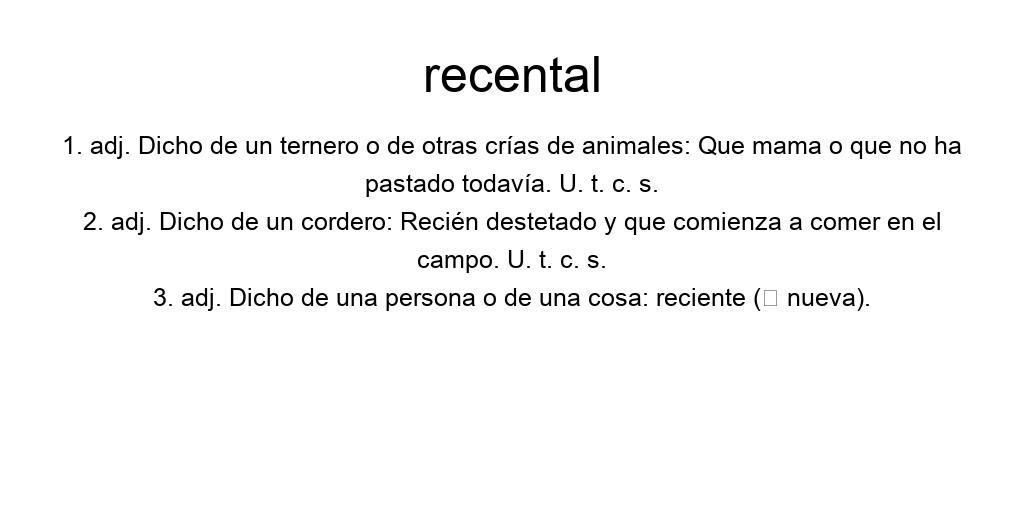 recental
1. adj. Dicho de un ternero o de otras crías de animales: Que mama o que no ha
pastado todavía. U. t. c. s.
2. adj. Dicho de un cordero: Recién destetado y que comienza a comer en el
campo. U. t. c. s.
3. adj. Dicho de una persona o de una cosa: reciente (□ nueva).